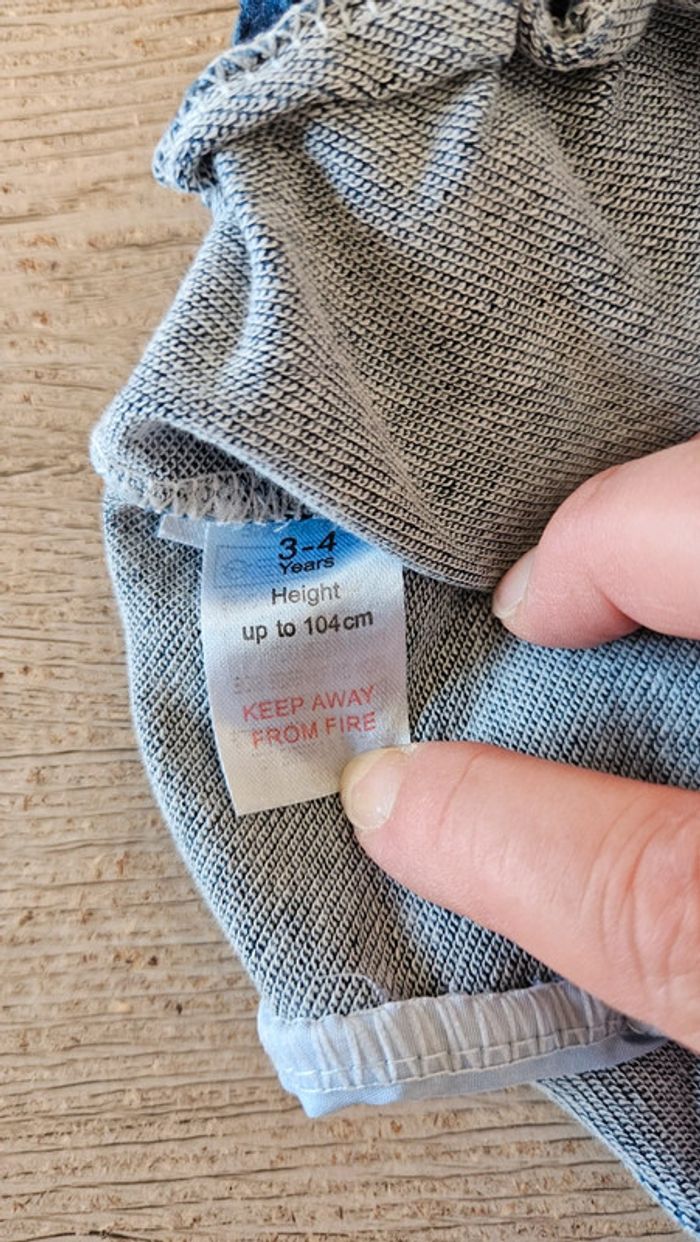 3-4
Years
Height
up to 104cm
KEEP AWAY
FROM FIRE